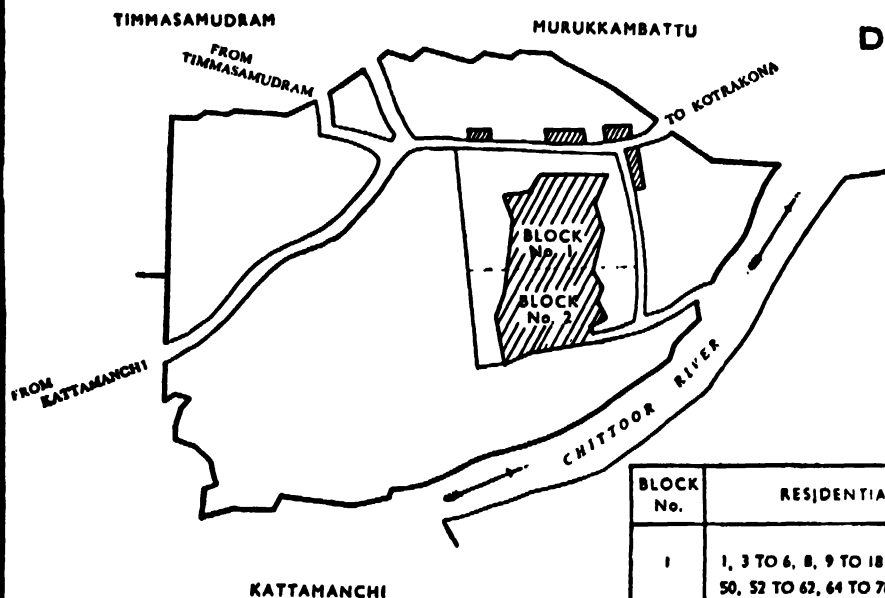 TIMMASAMUDRAM
MURUKKAMBATTU
D
FROM
TIMMASAMUDRAM
TO KOTRAKONA
BLOCK
No. 1
BLOCK
No. 2
FROM
KATTAMANCHI
CHITTOOR RIVER
BLOCK
No.
RESIDENTIA
1
1, 3 TO 6, 8, 9 TO 18
50, 52 TO 62, 64 TO 7
KATTAMANCHI